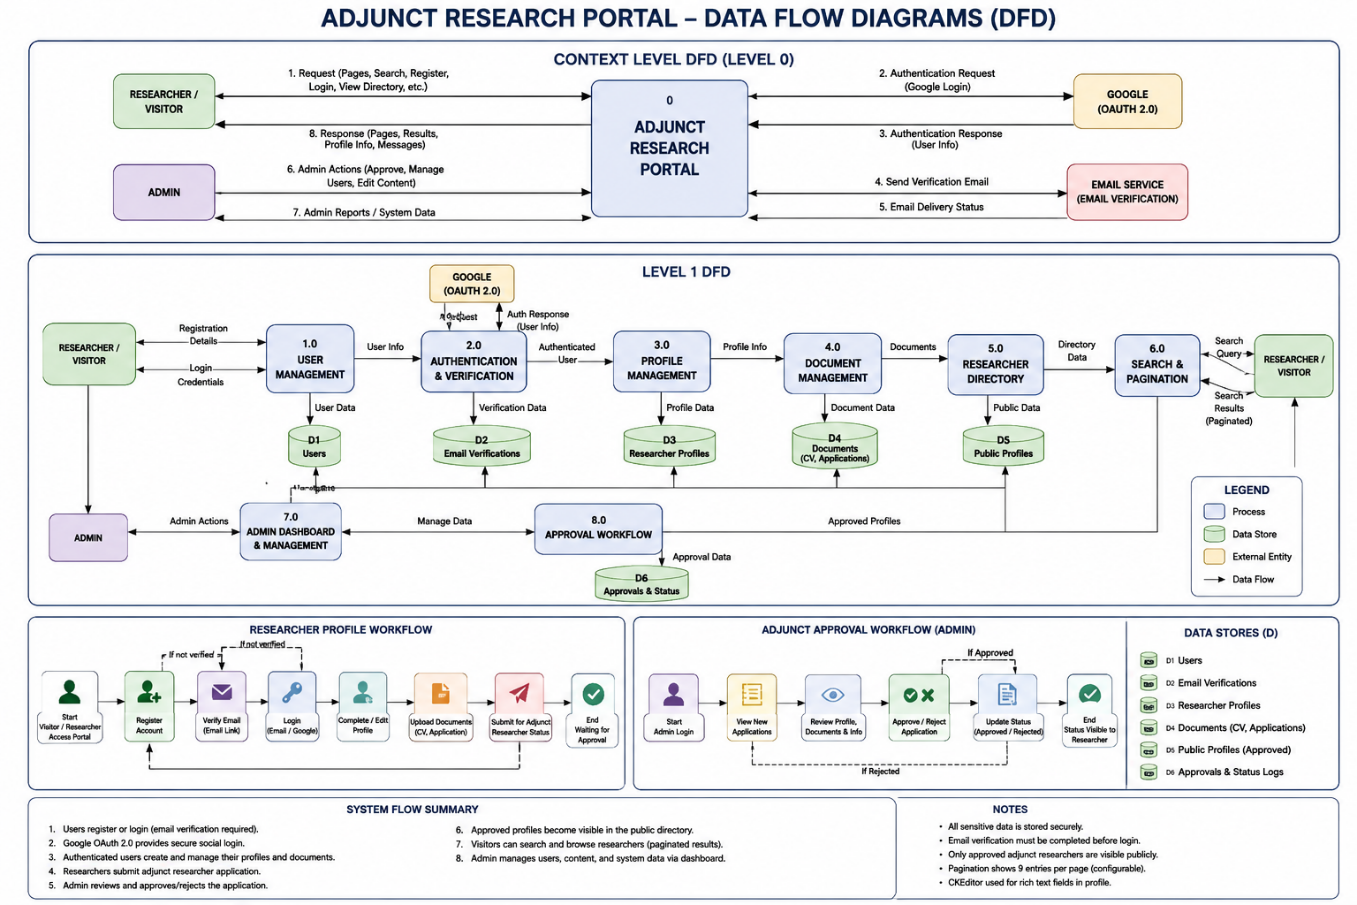 ADJUNCT RESEARCH PORTAL – DATA FLOW DIAGRAMS (DFD)
CONTEXT LEVEL DFD (LEVEL 0)
RESEARCHER /
VISITOR
1. Request (Pages, Search, Register,
Login, View Directory, etc.)
8. Response (Pages, Results,
Profile Info, Messages)
ADMIN
6. Admin Actions (Approve, Manage
Users, Edit Content)
7. Admin Reports / System Data
0
ADJUNCT
RESEARCH
PORTAL
2. Authentication Request
(Google Login)
3. Authentication Response
(User Info)
4. Send Verification Email
5. Email Delivery Status
GOOGLE
(OAUTH 2.0)
EMAIL SERVICE
(EMAIL VERIFICATION)
LEVEL 1 DFD
GOOGLE
(OAUTH 2.0)
Auth Response
(User Info)
RESEARCHER /
VISITOR
Registration
Details
Login
Credentials
1.0
USER
MANAGEMENT
User Info
2.0
AUTHENTICATION
& VERIFICATION
Authenticated
User
3.0
PROFILE
MANAGEMENT
Profile Info
4.0
DOCUMENT
MANAGEMENT
Documents
5.0
RESEARCHER
DIRECTORY
Directory
Data
6.0
SEARCH &
PAGINATION
Search
Query
Search
Results
(Paginated)
RESEARCHER /
VISITOR
User Data
Verification Data
Profile Data
Document Data
Public Data
D1
Users
D2
Email Verifications
D3
Researcher Profiles
D4
Documents
(CV, Applications)
D5
Public Profiles
ADMIN
Admin Actions
7.0
ADMIN DASHBOARD
& MANAGEMENT
Manage Data
8.0
APPROVAL WORKFLOW
Approved Profiles
Approval Data
D6
Approvals & Status
LEGEND
Process
Data Store
External Entity
Data Flow
RESEARCHER PROFILE WORKFLOW
If not verified
If not verified
Start
Visitor / Researcher
Access Portal
Register
Account
Verify Email
(Email Link)
Login
(Email / Google)
Complete / Edit
Profile
Upload Documents
(CV, Application)
Submit for Adjunct
Researcher Status
End
Waiting for
Approval
ADJUNCT APPROVAL WORKFLOW (ADMIN)
If Approved
Start
Admin Login
View New
Applications
Review Profile,
Documents & Info
Approve / Reject
Application
Update Status
(Approved / Rejected)
End
Status Visible to
Researcher
If Rejected
DATA STORES (D)
D1 Users
D2 Email Verifications
D3 Researcher Profiles
D4 Documents (CV, Applications)
D5 Public Profiles (Approved)
D6 Approvals & Status Logs
SYSTEM FLOW SUMMARY
1. Users register or login (email verification required).
2. Google OAuth 2.0 provides secure social login.
3. Authenticated users create and manage their profiles and documents.
4. Researchers submit adjunct researcher application.
5. Admin reviews and approves/rejects the application.
6. Approved profiles become visible in the public directory.
7. Visitors can search and browse researchers (paginated results).
8. Admin manages users, content, and system data via dashboard.
NOTES
• All sensitive data is stored securely.
• Email verification must be completed before login.
• Only approved adjunct researchers are visible publicly.
• Pagination shows 9 entries per page (configurable).
• CKEditor used for rich text fields in profile.